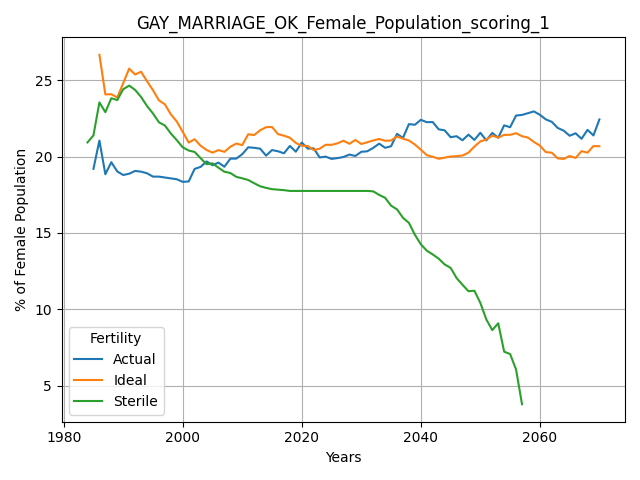 GAY_MARRIAGE_OK_Female_Population_scoring_1
% of Female Population
25
20
15
10
5
Fertility
Actual
Ideal
Sterile
1980
2000
2020
2040
2060
Years